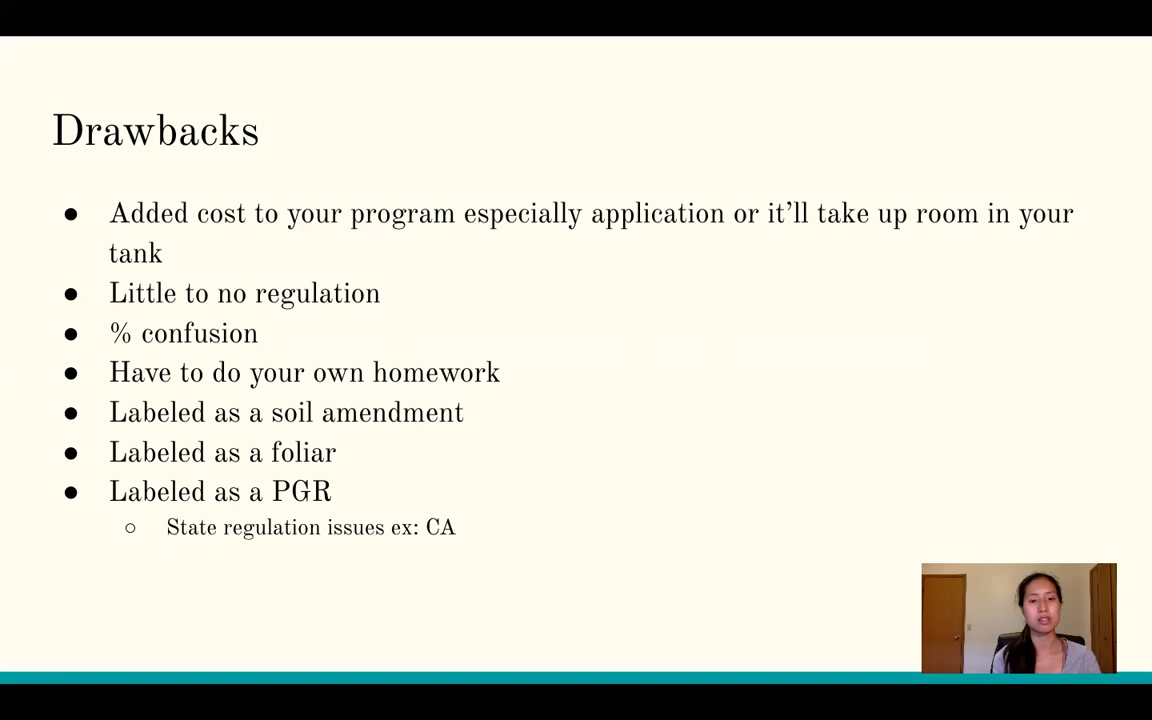 Drawbacks
● Added cost to your program especially application or it’ll take up room in your
tank
● Little to no regulation
● % confusion
● Have to do your own homework
● Labeled as a soil amendment
● Labeled as a foliar
● Labeled as a PGR
○ State regulation issues ex: CA